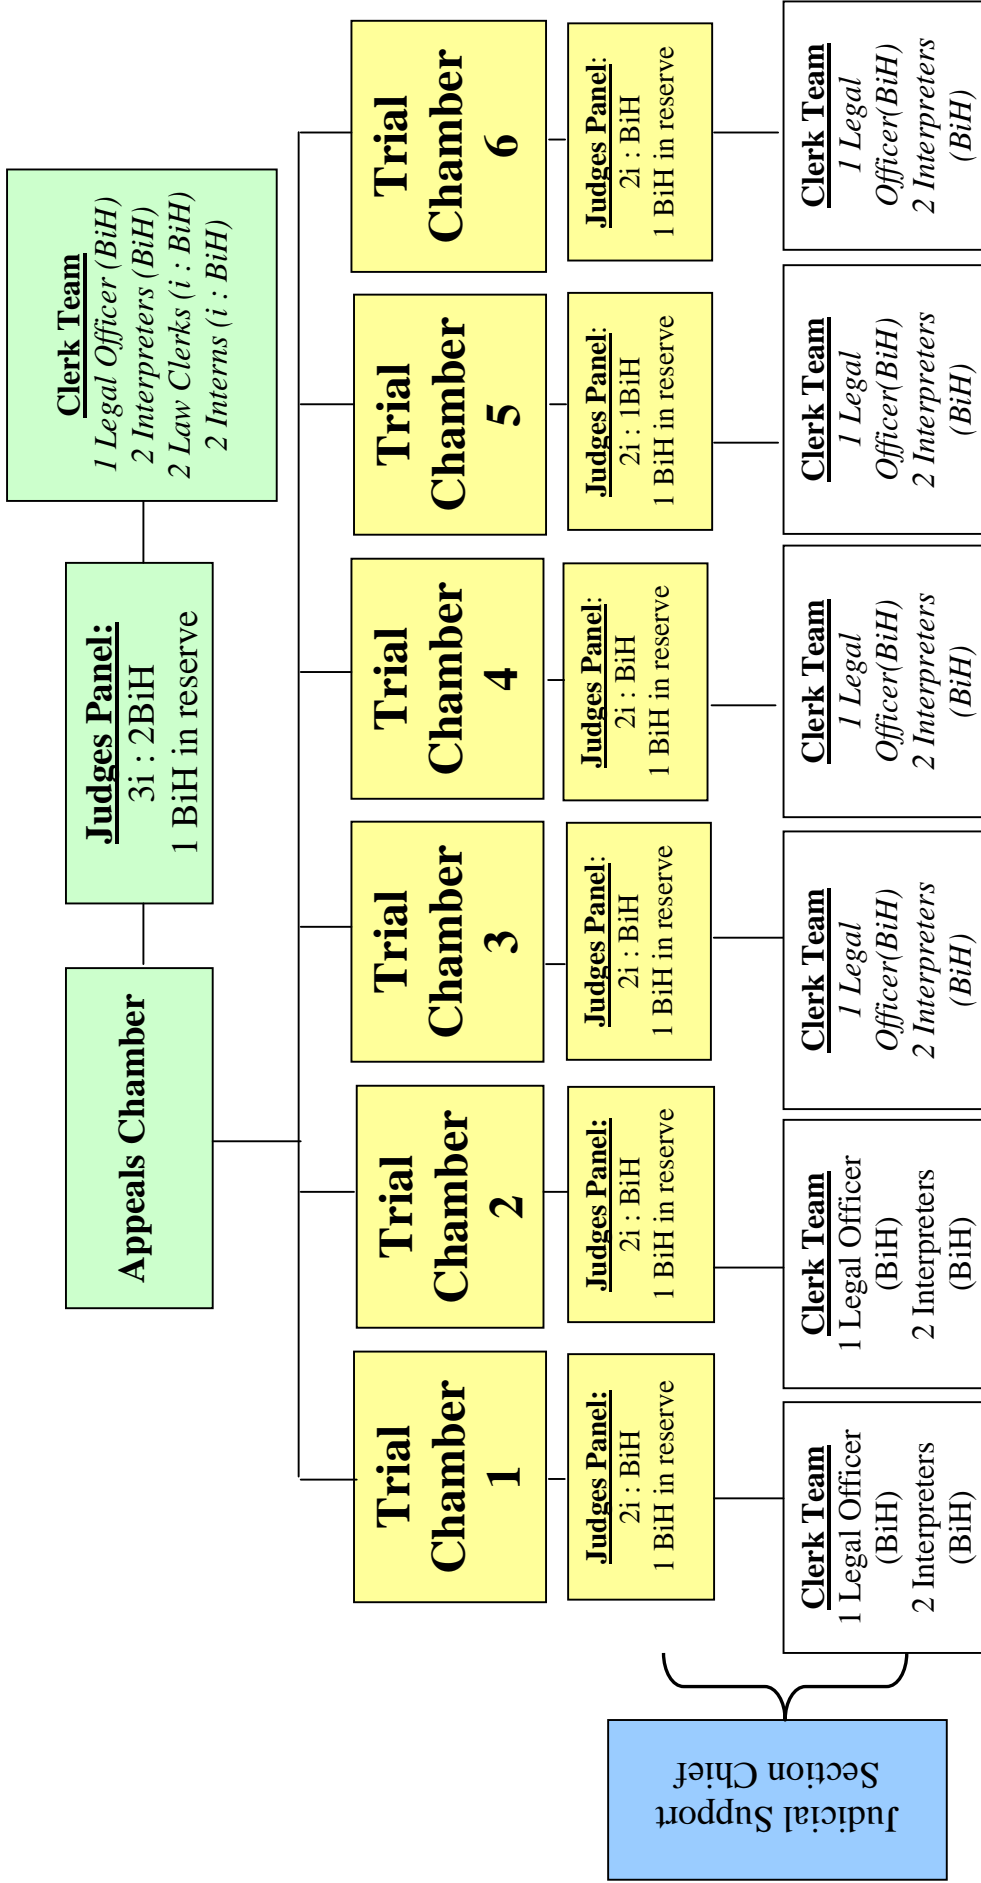 Appeals Chamber
Judges Panel:
3i : 2BiH
1 BiH in reserve
Clerk Team
1 Legal Officer (BiH)
2 Interpreters (BiH)
2 Law Clerks (i : BiH)
2 Interns (i : BiH)
Trial
Chamber
1
Trial
Chamber
2
Trial
Chamber
3
Trial
Chamber
4
Trial
Chamber
5
Trial
Chamber
6
Judges Panel:
2i : BiH
1 BiH in reserve
Judges Panel:
2i : BiH
1 BiH in reserve
Judges Panel:
2i : BiH
1 BiH in reserve
Judges Panel:
2i : BiH
1 BiH in reserve
Judges Panel:
2i : 1BiH
1 BiH in reserve
Judges Panel:
2i : BiH
1 BiH in reserve
Judicial Support
Section Chief
Clerk Team
1 Legal Officer
(BiH)
2 Interpreters
(BiH)
Clerk Team
1 Legal Officer
(BiH)
2 Interpreters
(BiH)
Clerk Team
1 Legal
Officer(BiH)
2 Interpreters
(BiH)
Clerk Team
1 Legal
Officer(BiH)
2 Interpreters
(BiH)
Clerk Team
1 Legal
Officer(BiH)
2 Interpreters
(BiH)
Clerk Team
1 Legal
Officer(BiH)
2 Interpreters
(BiH)